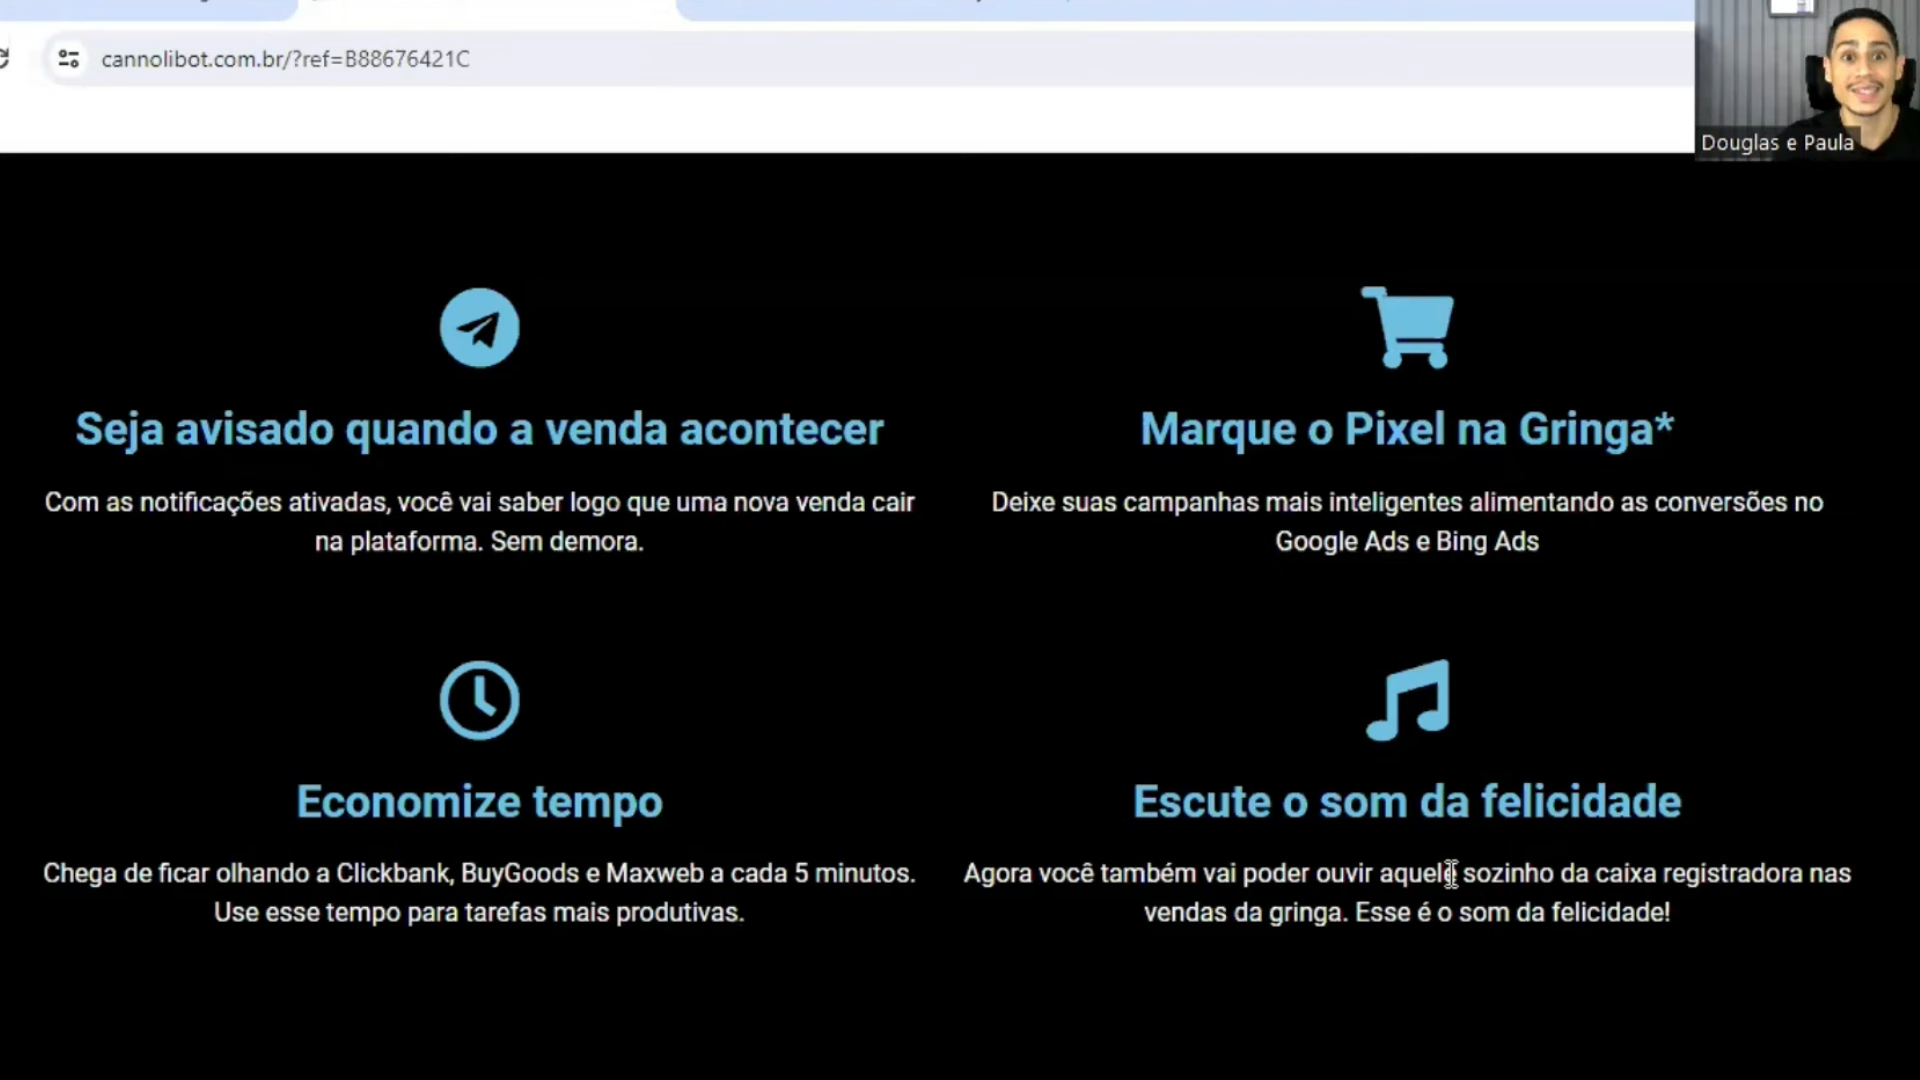 cannolibot.com.br/?ref=B88676421C
Douglas e Paula
Seja avisado quando a venda acontecer
Com as notificações ativadas, você vai saber logo que uma nova venda cair
na plataforma. Sem demora.
Marque o Pixel na Gringa*
Deixe suas campanhas mais inteligentes alimentando as conversões no
Google Ads e Bing Ads
Economize tempo
Chega de ficar olhando a Clickbank, BuyGoods e Maxweb a cada 5 minutos.
Use esse tempo para tarefas mais produtivas.
Escute o som da felicidade
Agora você também vai poder ouvir aquele sozinho da caixa registradora nas
vendas da gringa. Esse é o som da felicidade!